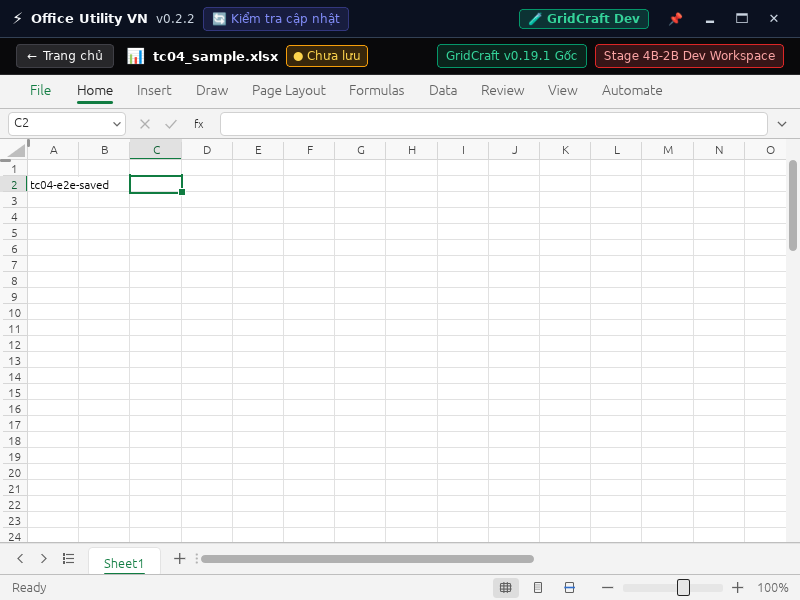 Office Utility VN v0.2.2 Kiểm tra cập nhật GridCraft Dev
← Trang chủ tc04_sample.xlsx Chưa lưu GridCraft v0.19.1 Gốc Stage 4B-2B Dev Workspace
File Home Insert Draw Page Layout Formulas Data Review View Automate
C2 fx
A B C D E F G H I J K L M N O
1
2 tc04-e2e-saved
3
4
5
6
7
8
9
10
11
12
13
14
15
16
17
18
19
20
21
22
23
24
Sheet1
Ready 100%